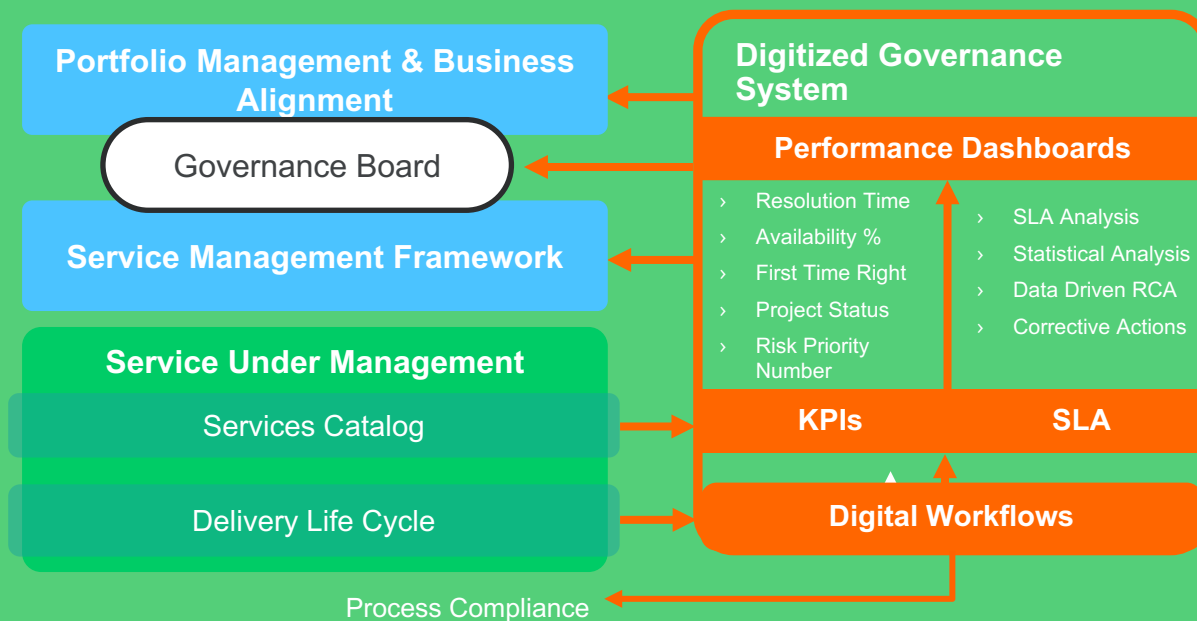 Portfolio Management & Business
Alignment
Governance Board
Service Management Framework
Service Under Management
Services Catalog
Delivery Life Cycle
Process Compliance
Digitized Governance
System
Performance Dashboards
› Resolution Time
› Availability %
› First Time Right
› Project Status
› Risk Priority
Number
› SLA Analysis
› Statistical Analysis
› Data Driven RCA
› Corrective Actions
KPIs
SLA
Digital Workflows